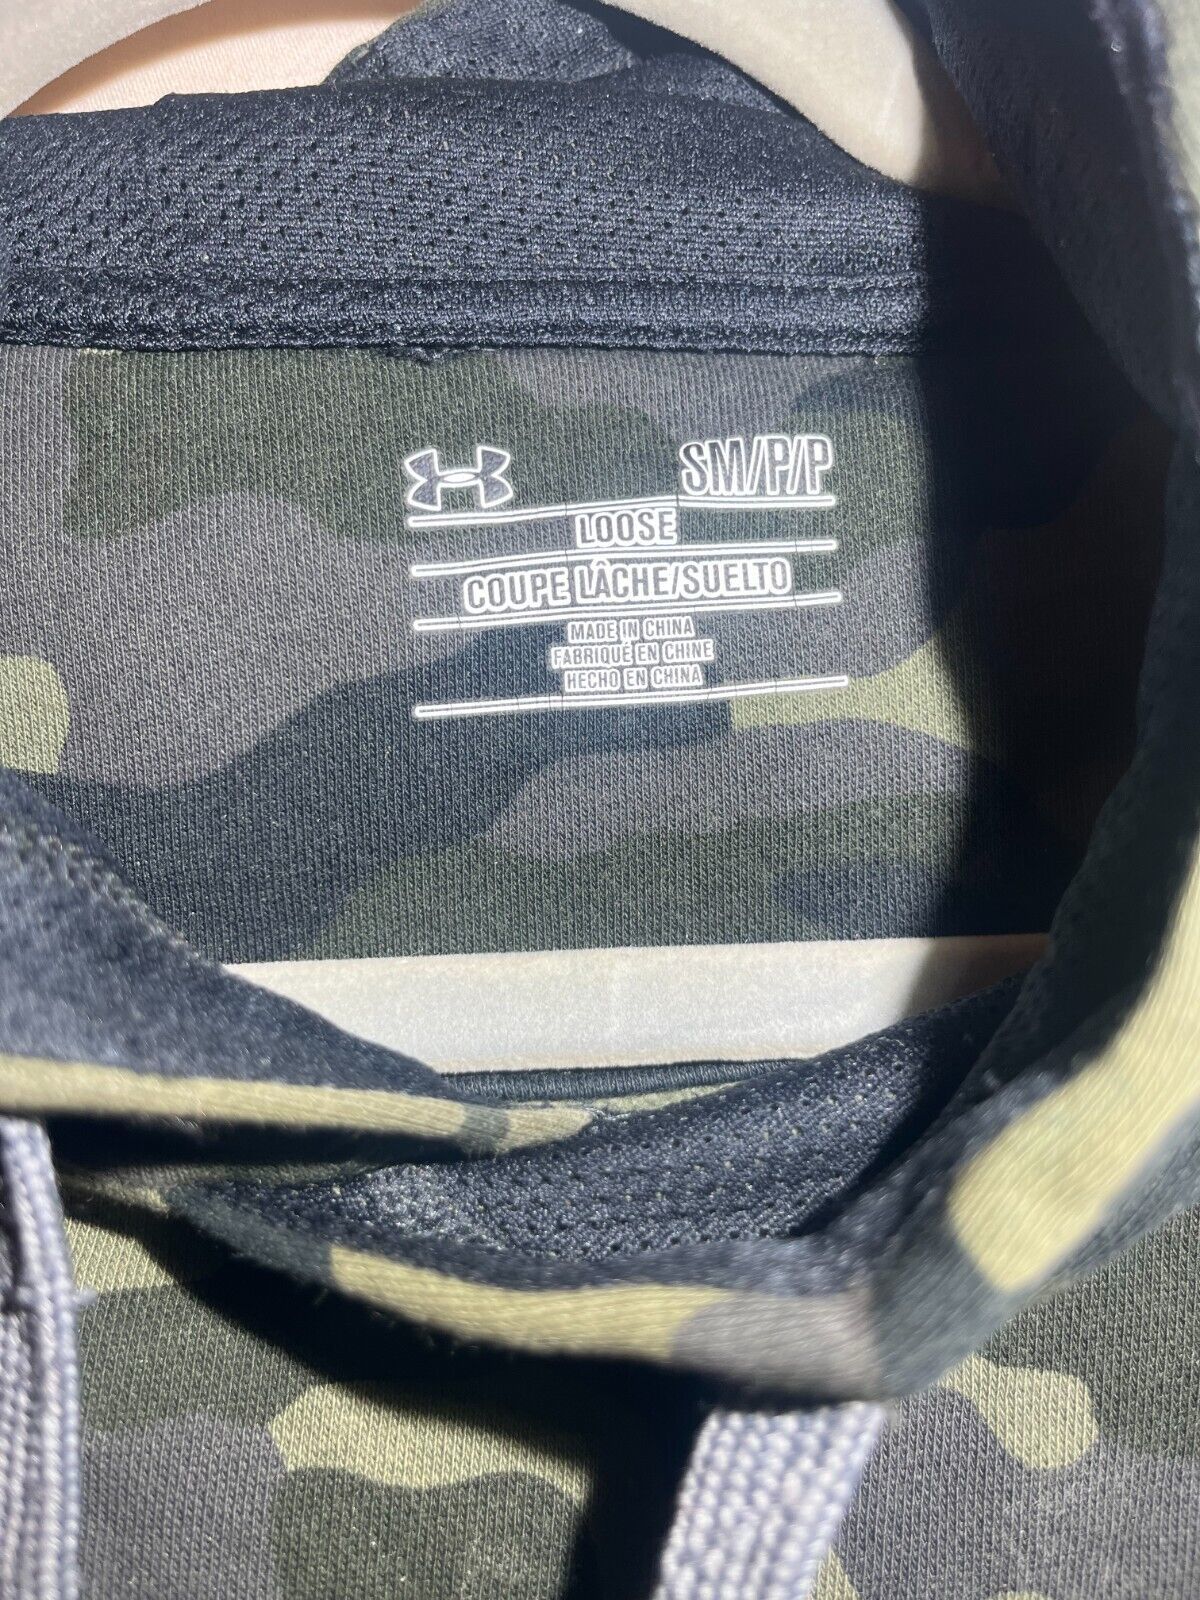 SM/P/P
LOOSE
COUPE LÂCHE/SUELTO
MADE IN CHINA
FABRIQUÉ EN CHINE
HECHO EN CHINA